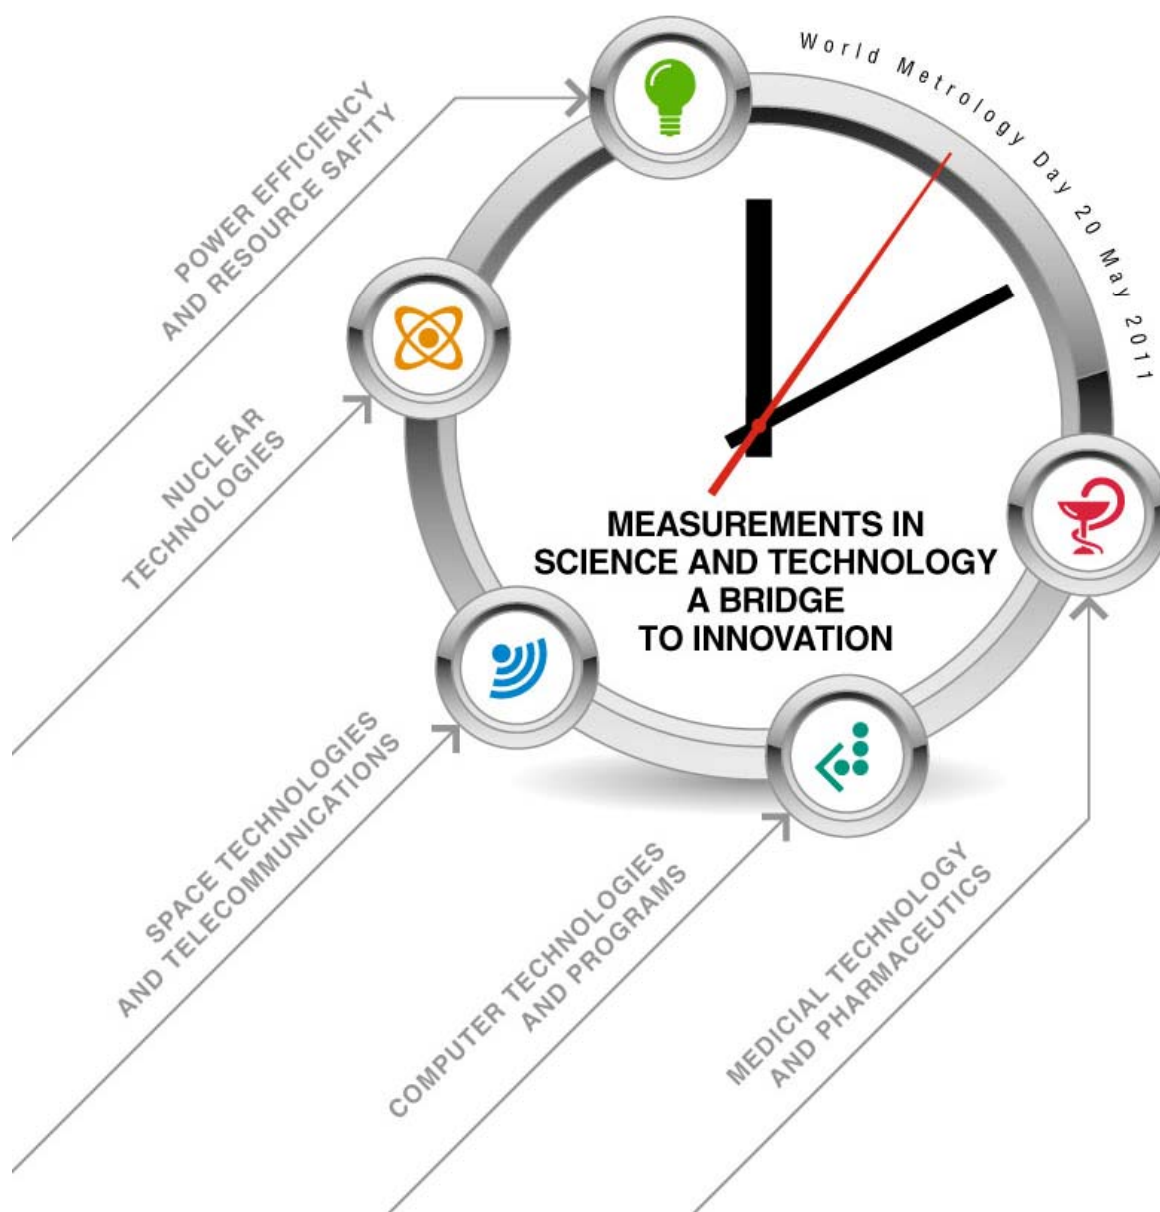 World Metrology Day 20 May 2011
POWER EFFICIENCY
AND RESOURCE SAFITY
NUCLEAR
TECHNOLOGIES
MEASUREMENTS IN
SCIENCE AND TECHNOLOGY
A BRIDGE
TO INNOVATION
SPACE TECHNOLOGIES
AND TELECOMMUNICATIONS
COMPUTER TECHNOLOGIES
AND PROGRAMS
MEDICIAL TECHNOLOGY
AND PHARMACEUTICS